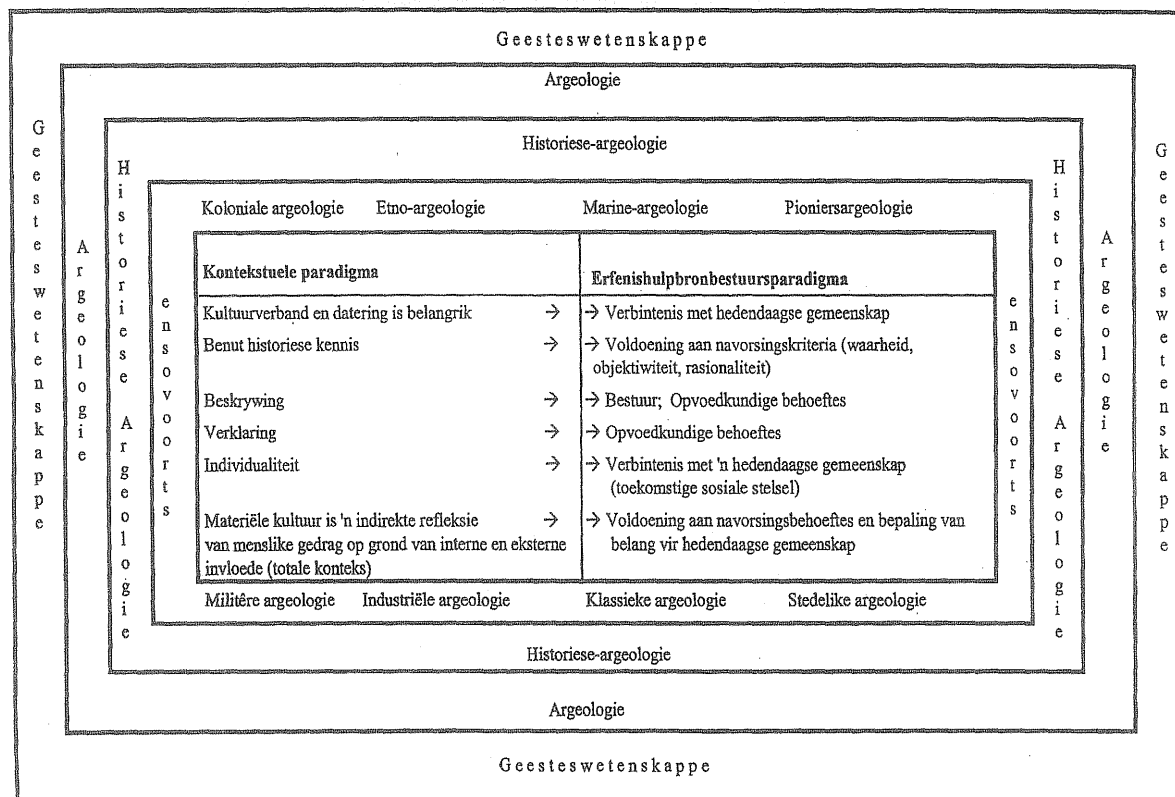 Geesteswetenskappe
Argeologie
Historiese-argeologie
Koloniale argeologie Etno-argeologie Marine-argeologie Pioniersargeologie
Geesteswetenskappe
Argeologie
Historiese Argeologie
ensovoorts
Kontekstuele paradigma Erfenishulpbronbestuursparadigma
Kultuurverband en datering is belangrik → → Verbintenis met hedendaagse gemeenskap
Benut historiese kennis → → Voldoening aan navorsingskriteria (waarheid,
objektiwiteit, rasionaliteit)
Beskrywing → → Bestuur; Opvoedkundige behoeftes
Verklaring → → Opvoedkundige behoeftes
Individualiteit → → Verbintenis met 'n hedendaagse gemeenskap
(toekomstige sosiale stelsel)
Materiële kultuur is 'n indirekte refleksie → → Voldoening aan navorsingsbehoeftes en bepaling van
van menslike gedrag op grond van interne en eksterne belang vir hedendaagse gemeenskap
invloede (totale konteks)
ensovoorts
Historiese Argeologie
Argeologie
Geesteswetenskappe
Militêre argeologie Industriële argeologie Klassieke argeologie Stedelike argeologie
Historiese-argeologie
Argeologie
Geesteswetenskappe